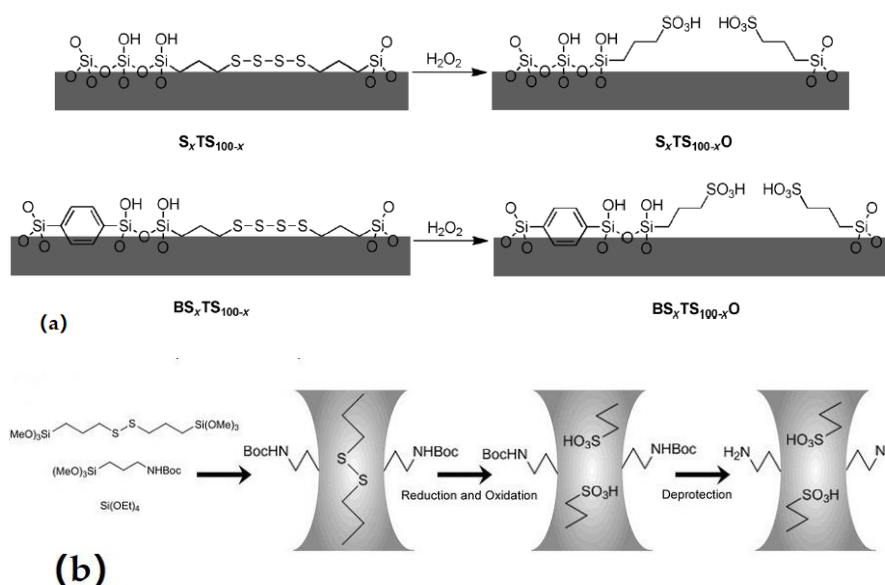 O OH OH
Si Si Si S-S-S-S Si O
O O O O O O O
H₂O₂
O OH OH SO₃H HO₃S
Si Si Si Si O
O O O O O O O
SₓTS₁₀₀₋ₓ
SₓTS₁₀₀₋ₓO
O OH OH
Si Si Si S-S-S-S Si O
O O O O O O
H₂O₂
O OH OH SO₃H HO₃S
Si Si Si Si O
O O O O O O
(a)
BSₓTS₁₀₀₋ₓ
BSₓTS₁₀₀₋ₓO
MeO)₃Si S S Si(OMe)₃
(MeO)₃Si NHBoc
Si(OEt)₄
BocHN S S NHBoc
Reduction and Oxidation
BocHN HO₃S SO₃H NHBoc
Deprotection
H₂N HO₃S SO₃H N
(b)